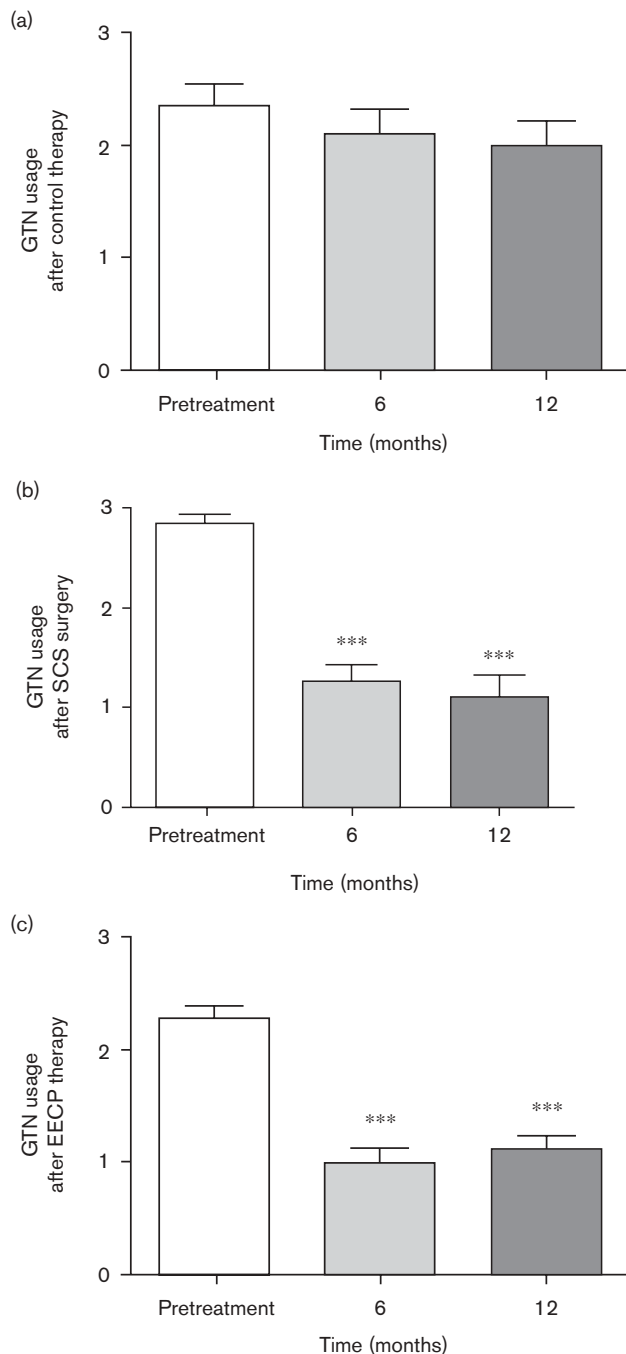 (a)
3
2
1
0
GTN usage
after control therapy
Pretreatment 6 12
Time (months)
(b)
3
2
1
0
GTN usage
after SCS surgery
*** ***
Pretreatment 6 12
Time (months)
(c)
3
2
1
0
GTN usage
after EECP therapy
*** ***
Pretreatment 6 12
Time (months)